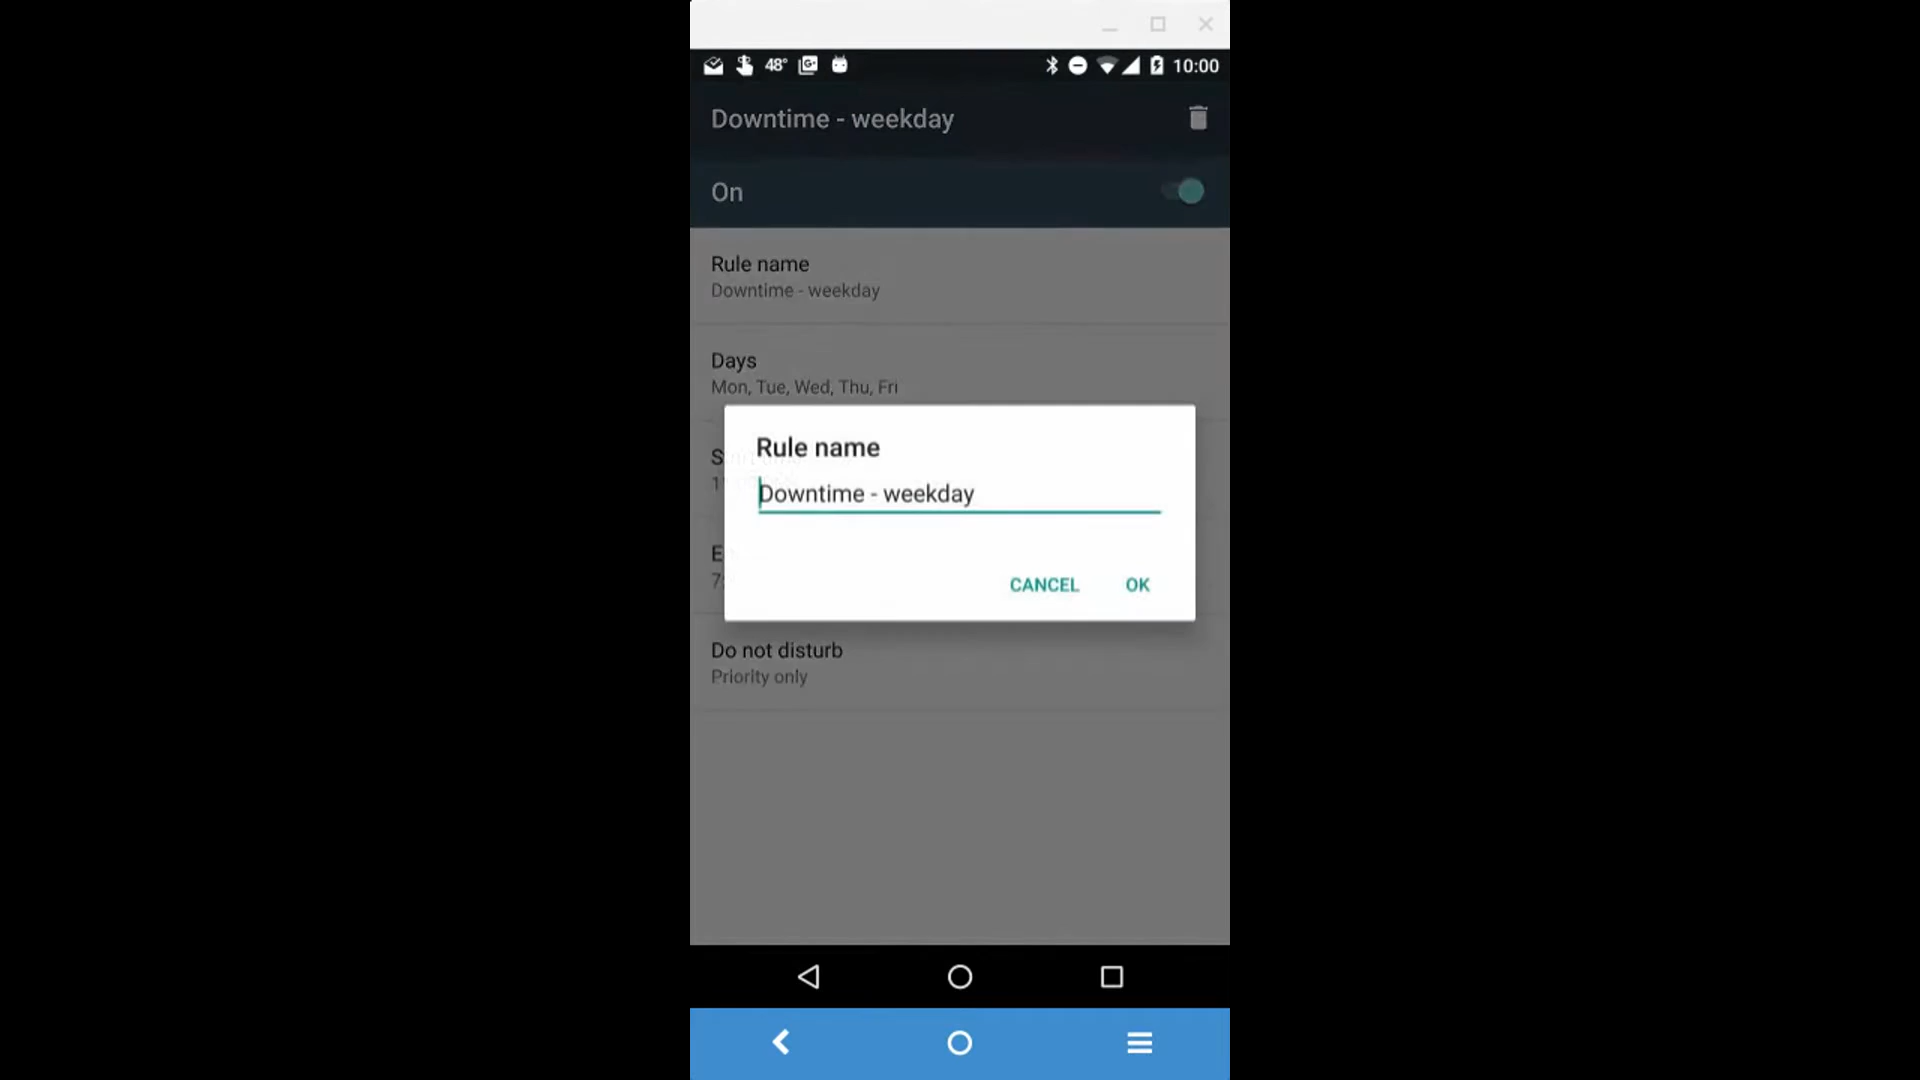 48°
10:00
Downtime - weekday
On
Rule name
Downtime - weekday
Days
Mon, Tue, Wed, Thu, Fri
Rule name
Downtime - weekday
CANCEL
OK
Do not disturb
Priority only